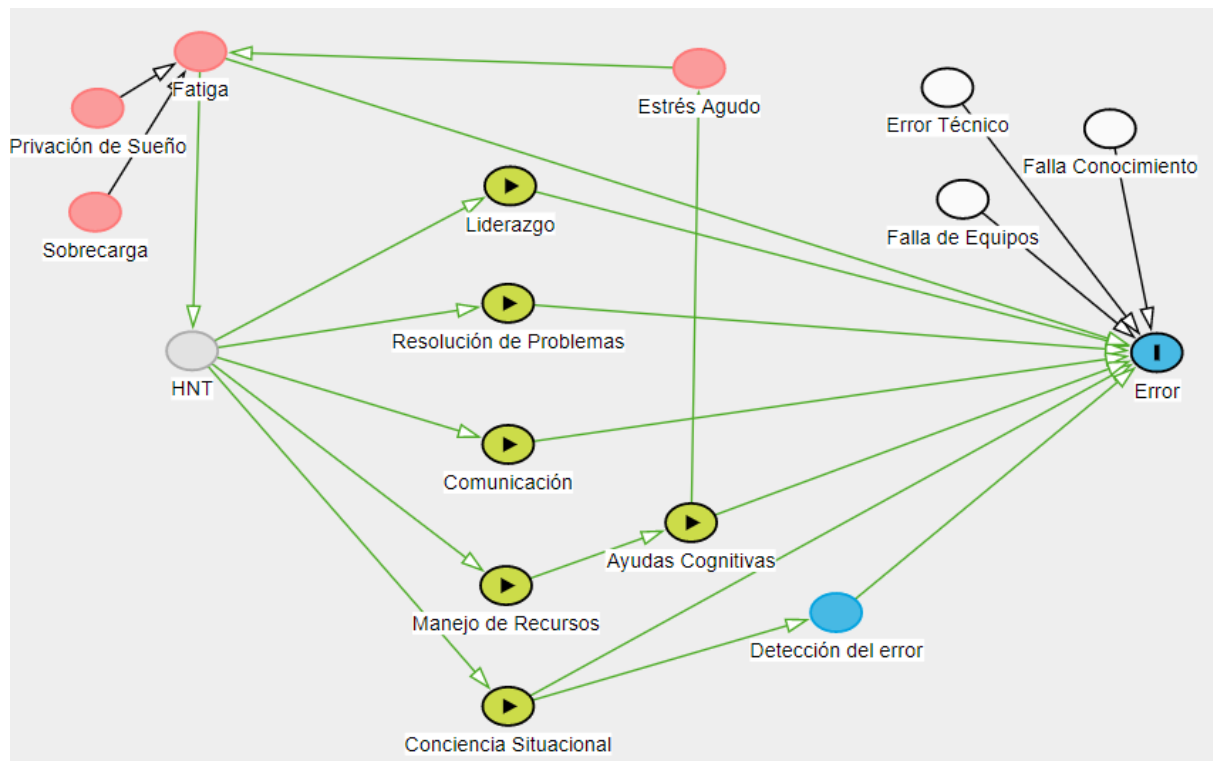 Fatiga
Estrés Agudo
Error Técnico
Privación de Sueño
Falla Conocimiento
Liderazgo
Falla de Equipos
Sobrecarga
Resolución de Problemas
HNT
Error
Comunicación
Ayudas Cognitivas
Manejo de Recursos
Detección del error
Conciencia Situacional